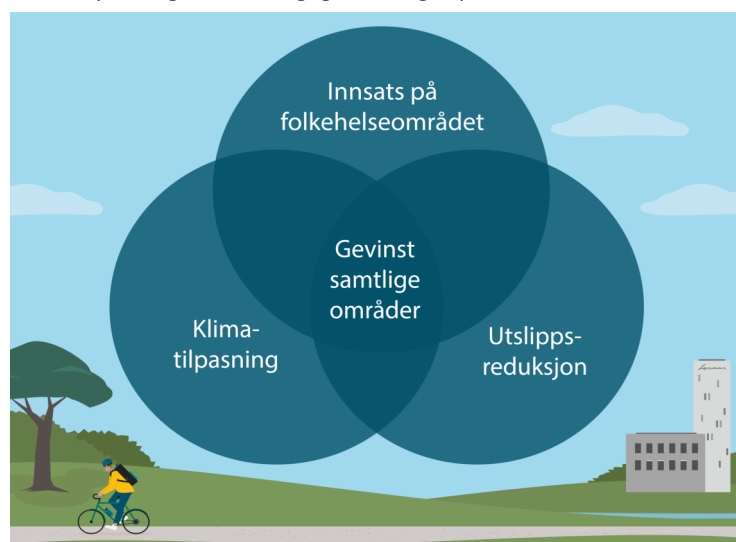 Innsats på
folkehelseområdet
Gevinst
samtlige
områder
Klima-
tilpasning
Utslipps-
reduksjon